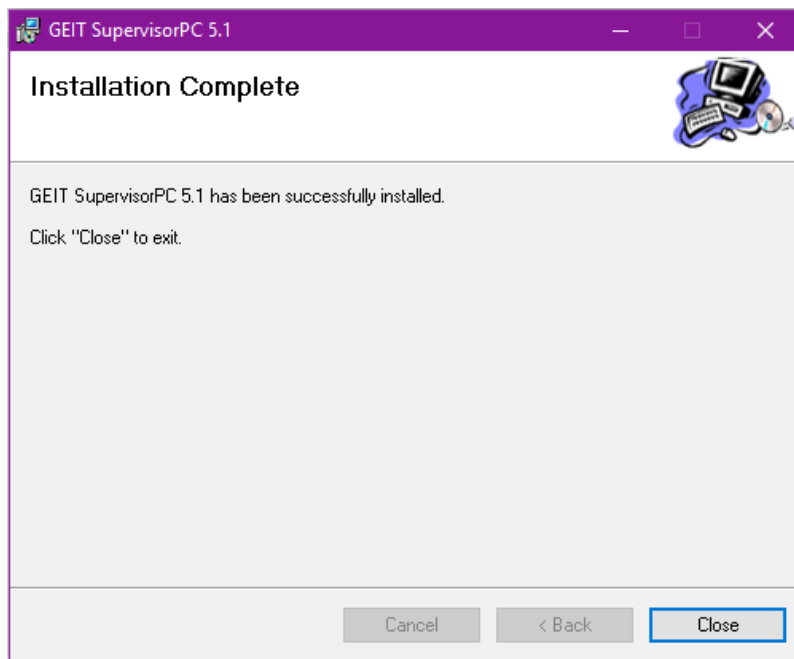 GEIT SupervisorPC 5.1
Installation Complete
GEIT SupervisorPC 5.1 has been successfully installed.
Click "Close" to exit.
Cancel
< Back
Close